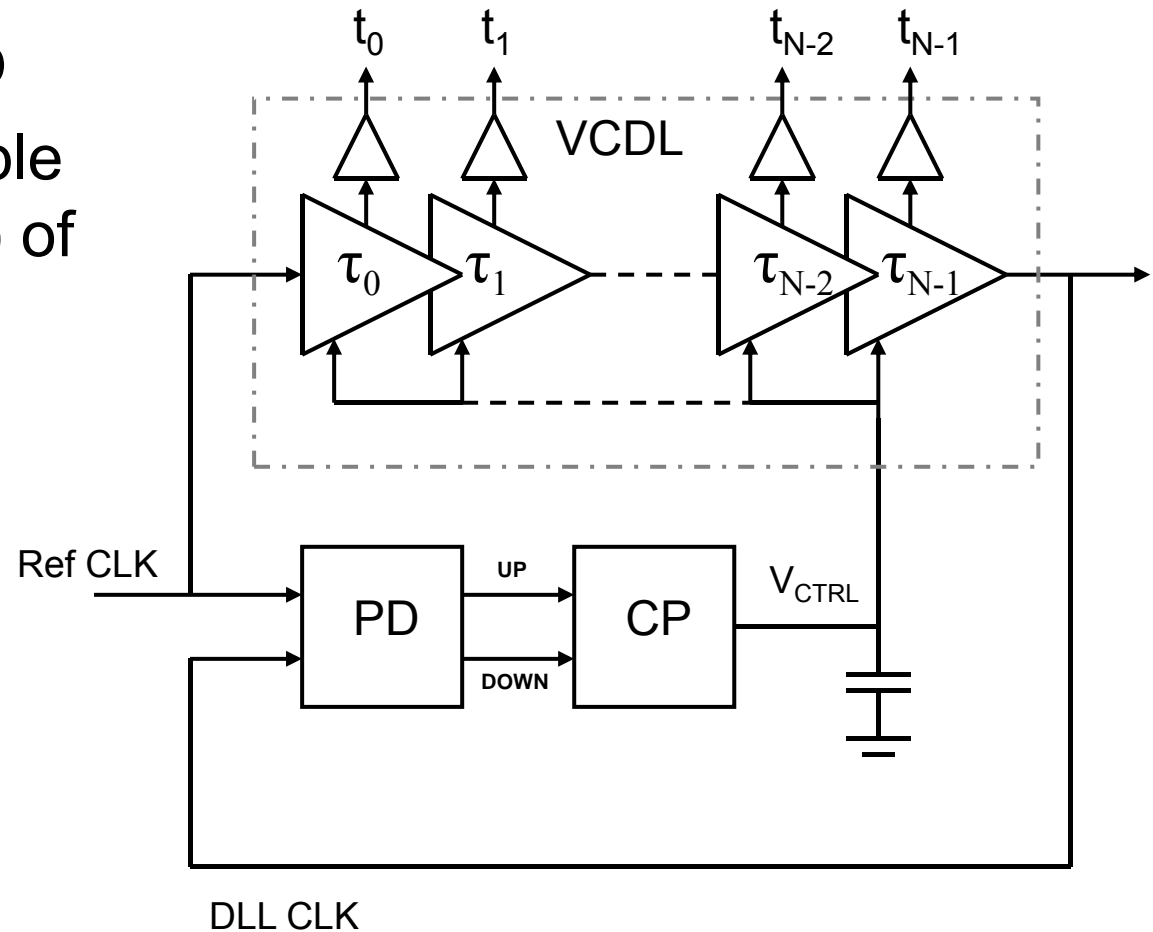 t0 t1 tN-2 tN-1
VCDL
of
τ0 τ1 τN-2 τN-1
Ref CLK
UP
VCTRL
PD CP
DOWN
DLL CLK